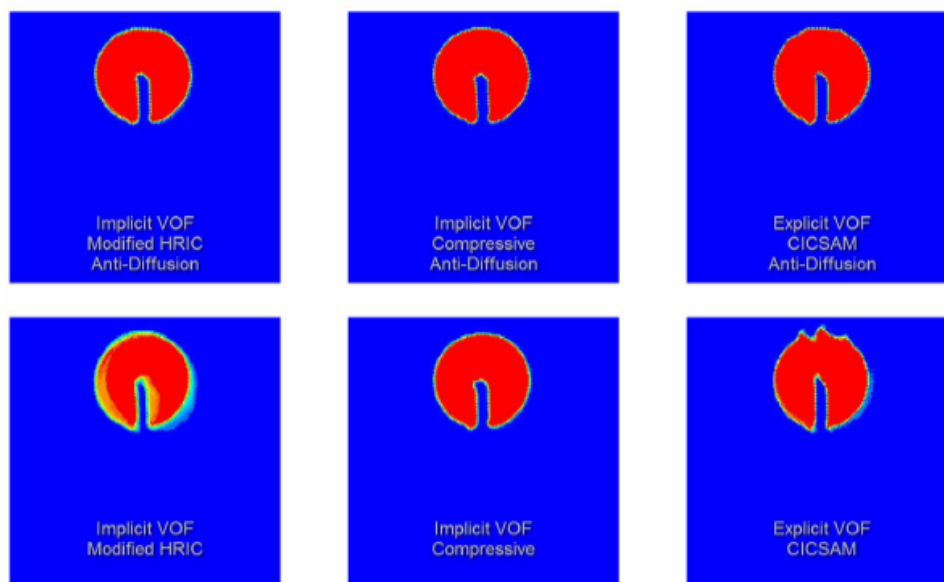 Implicit VOF
Modified HRIC
Anti-Diffusion
Implicit VOF
Compressive
Anti-Diffusion
Explicit VOF
CICSAM
Anti-Diffusion
Implicit VOF
Modified HRIC
Implicit VOF
Compressive
Explicit VOF
CICSAM